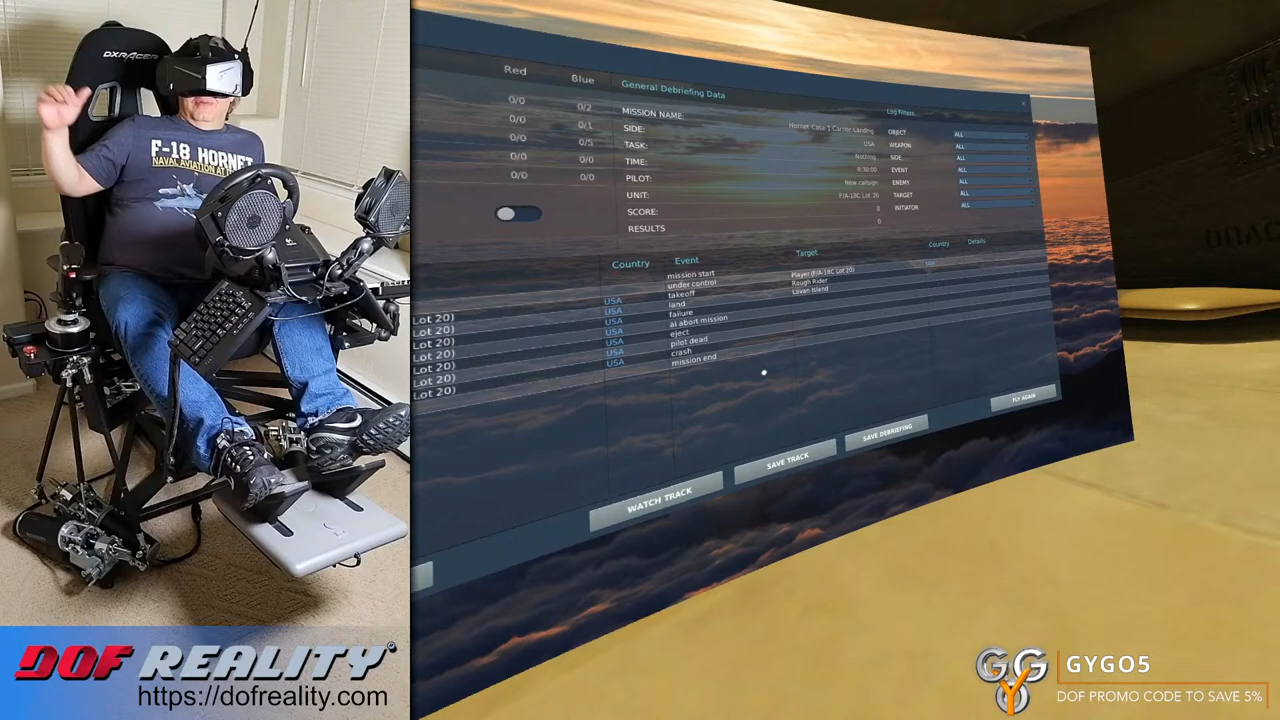 DXRACER
F-18 HORNET
Red
Blue
0/0
0/2
0/0
0/1
0/0
0/5
0/0
0/0
0/0
0/0
General Debriefing Data
MISSION NAME:
Hornet Case 1 Carrier Landing
SIDE:
USA
TASK:
Nothing
TIME:
8:30:00
PILOT:
New callsign
UNIT:
F/A-18C Lot 20
SCORE:
0
RESULTS
0
Log Filters
OBJECT
ALL
WEAPON
ALL
SIDE
ALL
EVENT
ALL
ENEMY
ALL
TARGET
ALL
INITIATOR
ALL
Country
Event
Target
Country
Details
mission start
under control
Player (F/A-18C Lot 20)
takeoff
Rough Rider
USA
land
Lavan Island
Lot 20)
USA
failure
Lot 20)
USA
ai abort mission
Lot 20)
USA
eject
Lot 20)
USA
pilot dead
Lot 20)
USA
crash
Lot 20)
USA
mission end
Lot 20)
WATCH TRACK
SAVE TRACK
SAVE DEBRIEFING
FLY AGAIN
DOF REALITY
https://dofreality.com
GYG
GYGO5
DOF PROMO CODE TO SAVE 5%